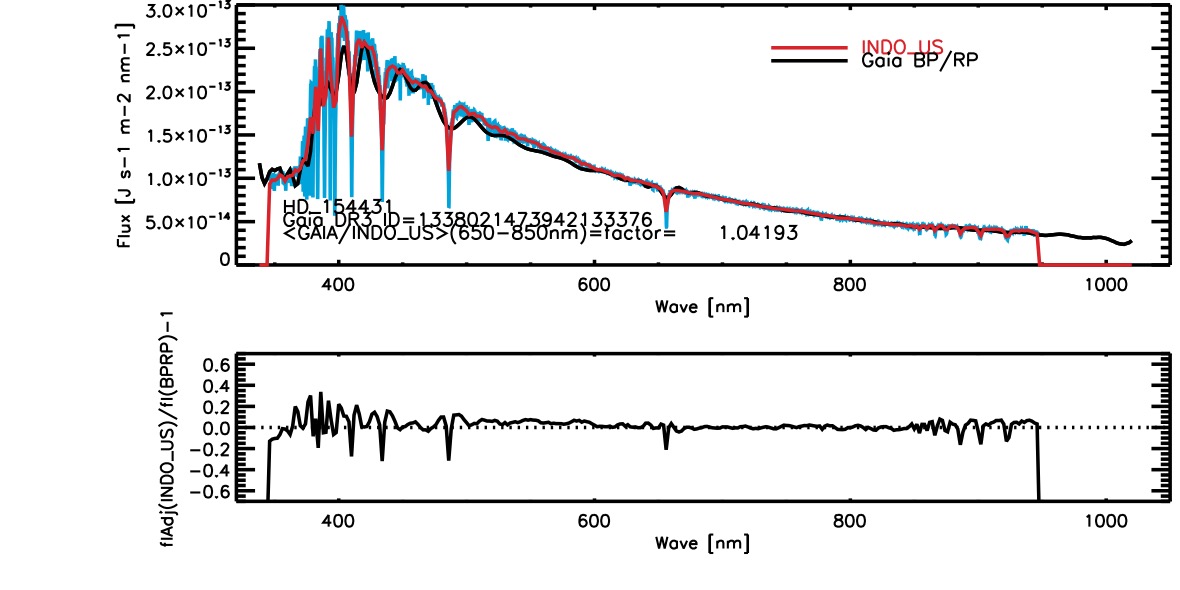 3.0×10−13
2.5×10−13
2.0×10−13
1.5×10−13
1.0×10−13
5.0×10−14
0
Flux [J s−1 m−2 nm−1]
INDO_US
Gaia BP/RP
HD_154431
Gaia DR3 ID=1338021473942133376
<GAIA/INDO_US>(650−850nm)=factor= 1.04193
400 600 800 1000
Wave [nm]
0.6
0.4
0.2
0.0
−0.2
−0.4
−0.6
flAdj(INDO_US)/fl(BPRP)−1
400 600 800 1000
Wave [nm]